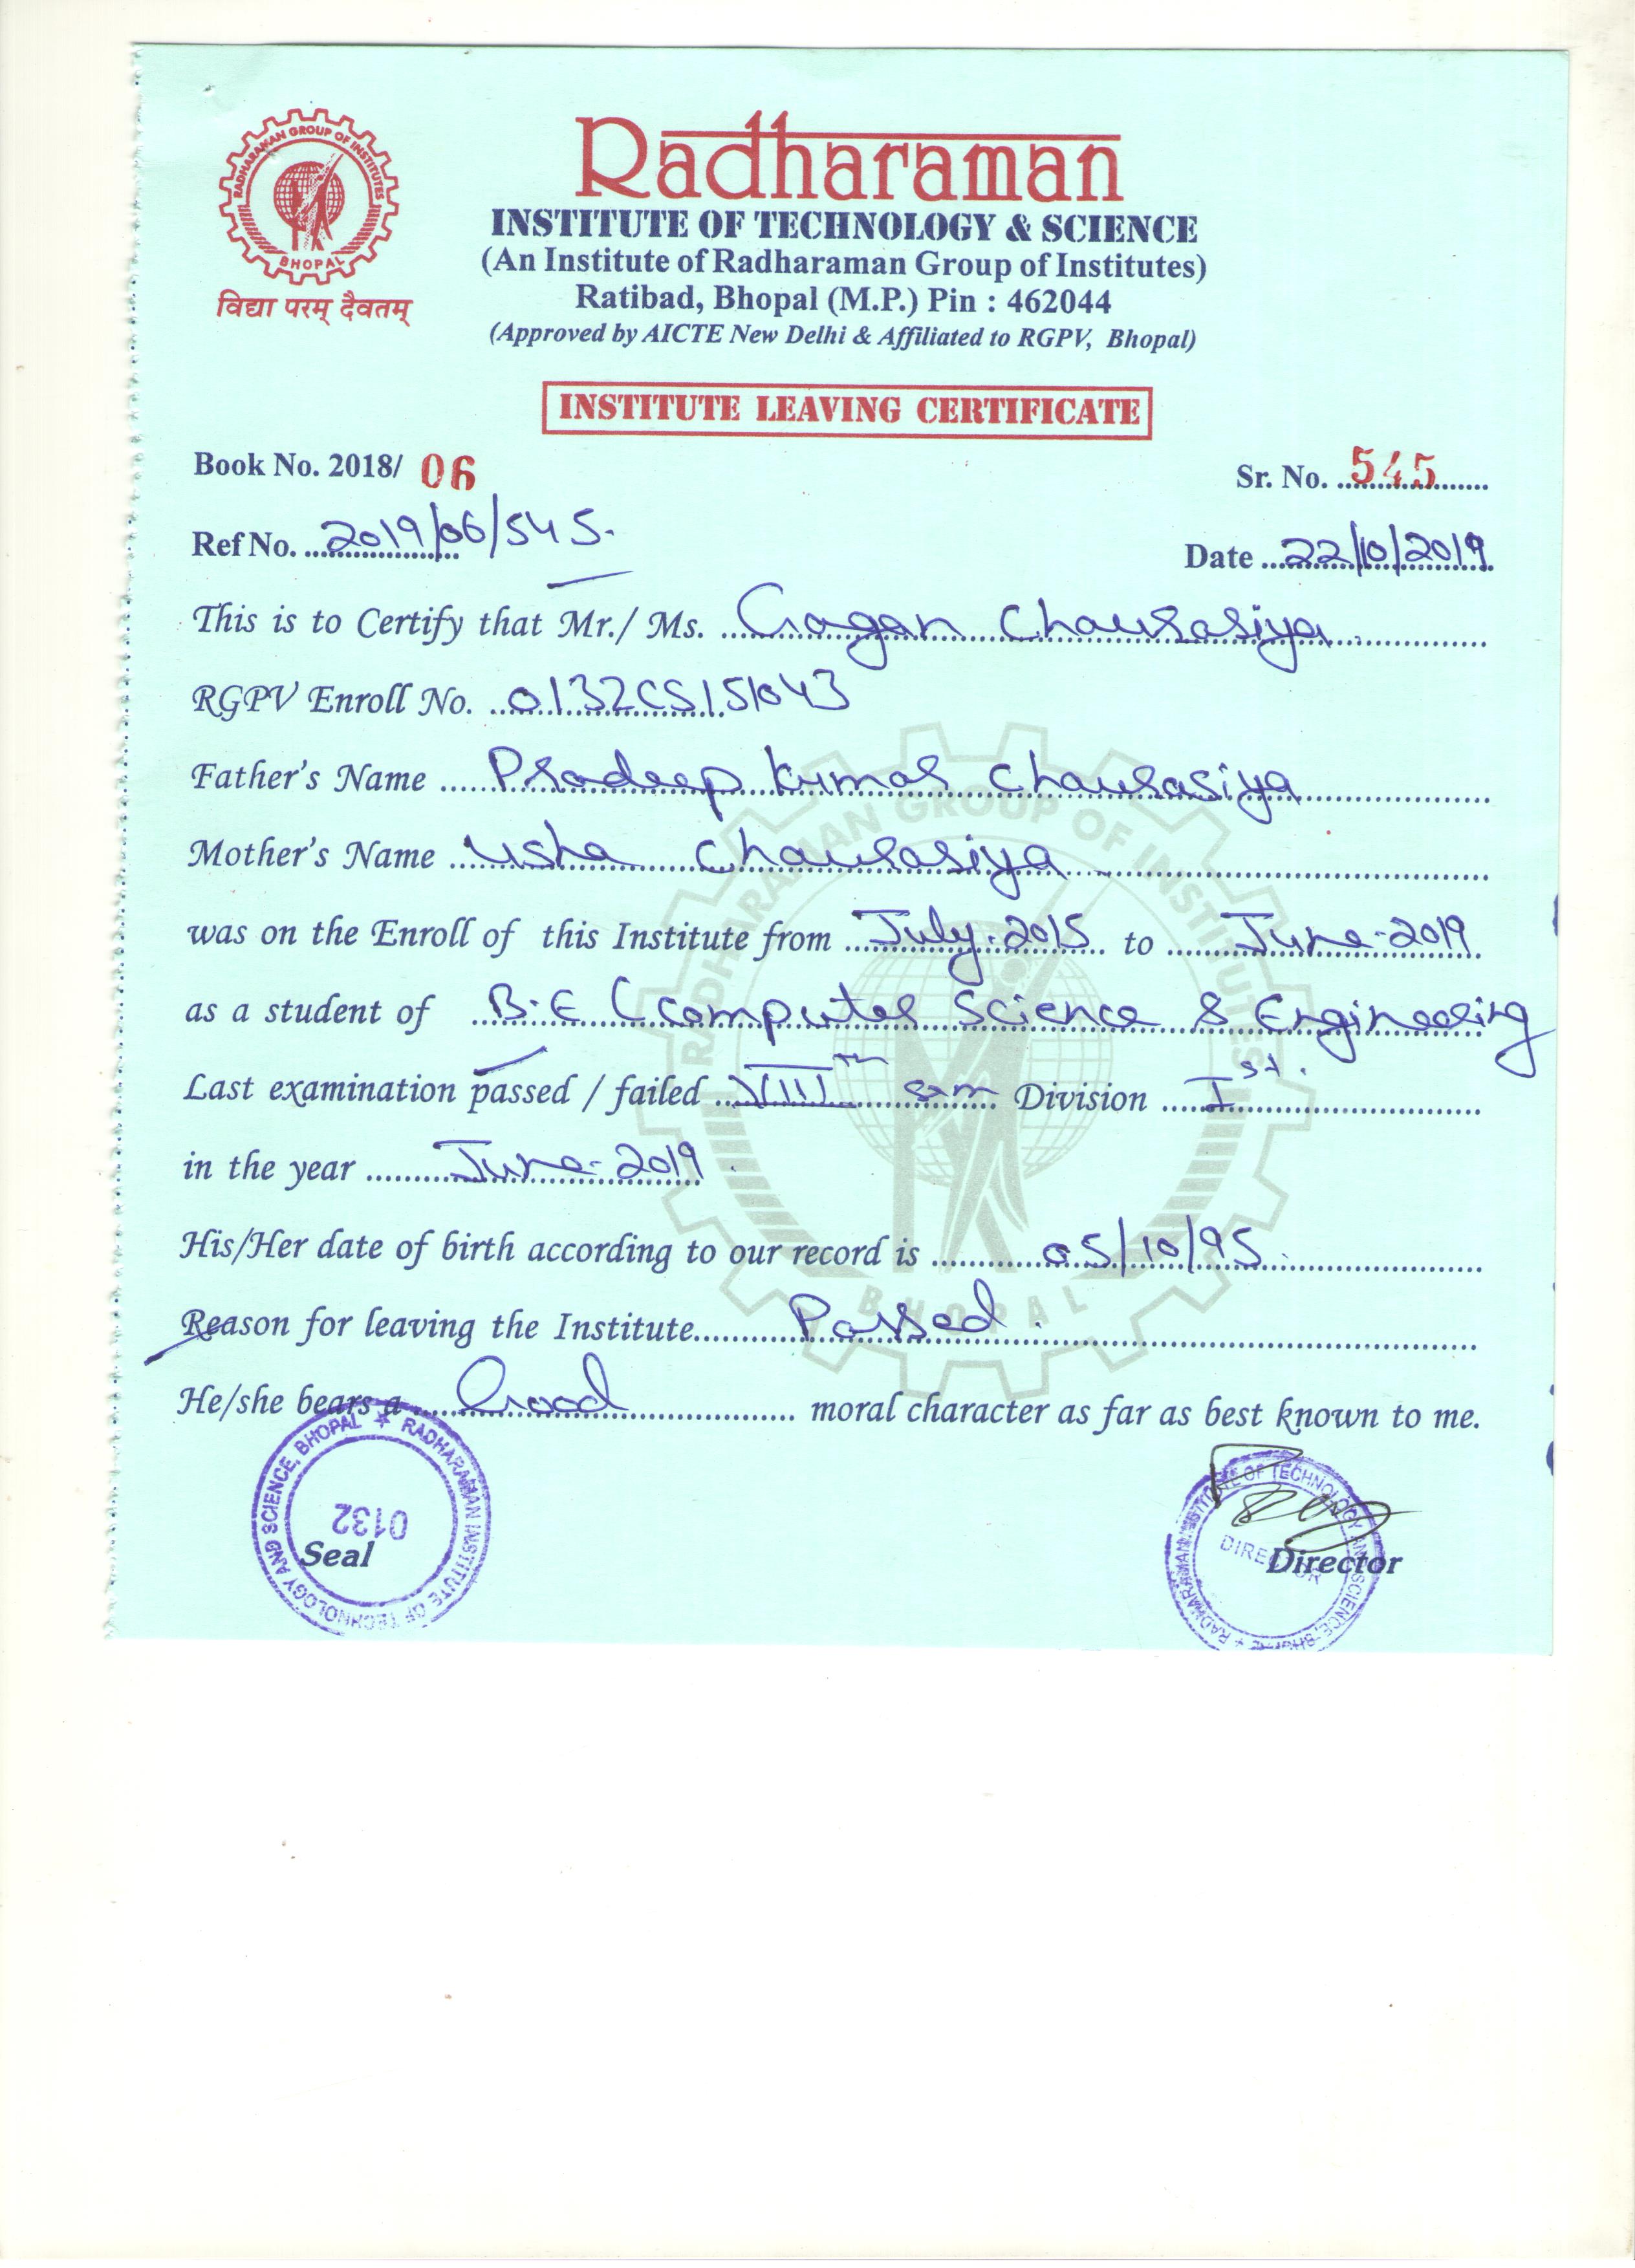 RADHARAMAN GROUP OF INSTITUTES
BHOPAL
विद्या परम् दैवतम्
Radharaman
INSTITUTE OF TECHNOLOGY & SCIENCE
(An Institute of Radharaman Group of Institutes)
Ratibad, Bhopal (M.P.) Pin : 462044
(Approved by AICTE New Delhi & Affiliated to RGPV, Bhopal)
INSTITUTE LEAVING CERTIFICATE
Book No. 2018/ 06 Sr. No. 545
Ref No. 2019/06/545. Date 22/10/2019
This is to Certify that Mr./ Ms. Gagan Chaurasiya
RGPV Enroll No. 0132CS151043
Father's Name Pradeep Kumar Chaurasiya
Mother's Name Usha Chaurasiya
was on the Enroll of this Institute from July.2015 to June-2019
as a student of B.E (Computer Science & Engineering
Last examination passed / failed VIIIth sem Division Ist.
in the year June-2019.
His/Her date of birth according to our record is 05/10/95.
Reason for leaving the Institute Passed.
He/she bears a Good moral character as far as best known to me.
RADHARAMAN GROUP OF INSTITUTES
BHOPAL
RADHARAMAN INSTITUTE OF TECHNOLOGY AND SCIENCE, BHOPAL
0132
Seal
RADHARAMAN INSTITUTE OF TECHNOLOGY AND SCIENCE, BHOPAL
DIRECTOR
Director